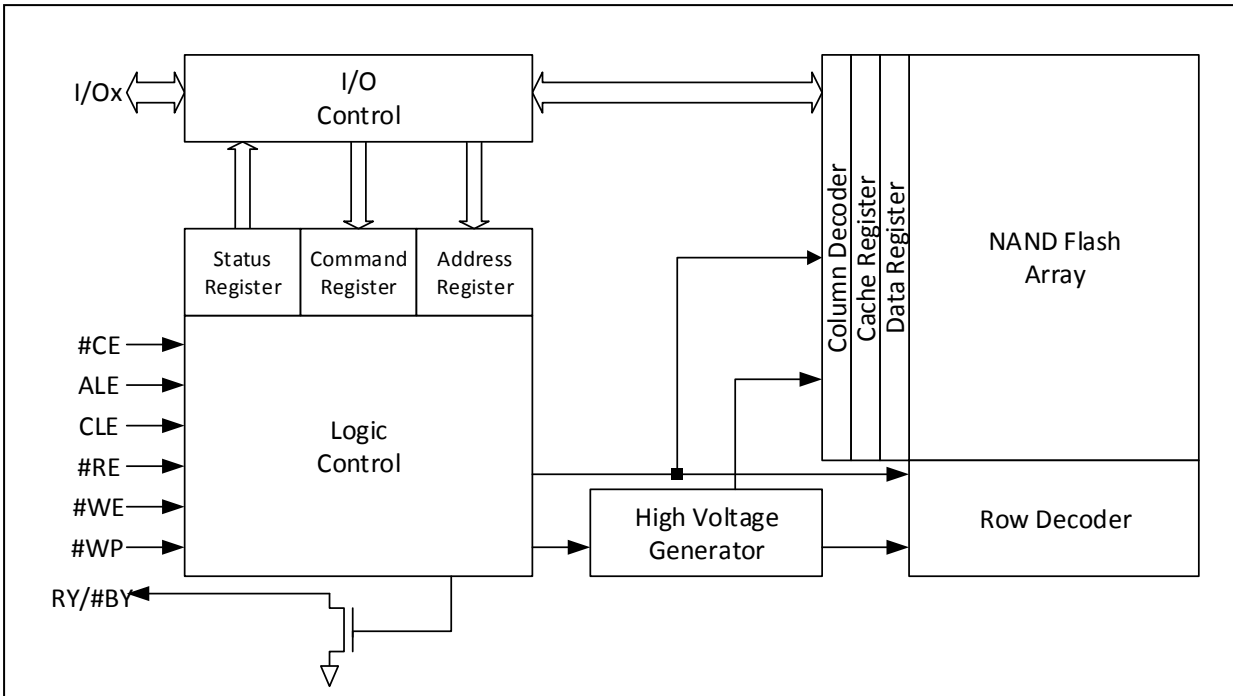 I/Ox
I/O
Control
Status
Register
Command
Register
Address
Register
#CE
ALE
CLE
#RE
#WE
#WP
RY/#BY
Logic
Control
High Voltage
Generator
Column Decoder
Cache Register
Data Register
NAND Flash
Array
Row Decoder